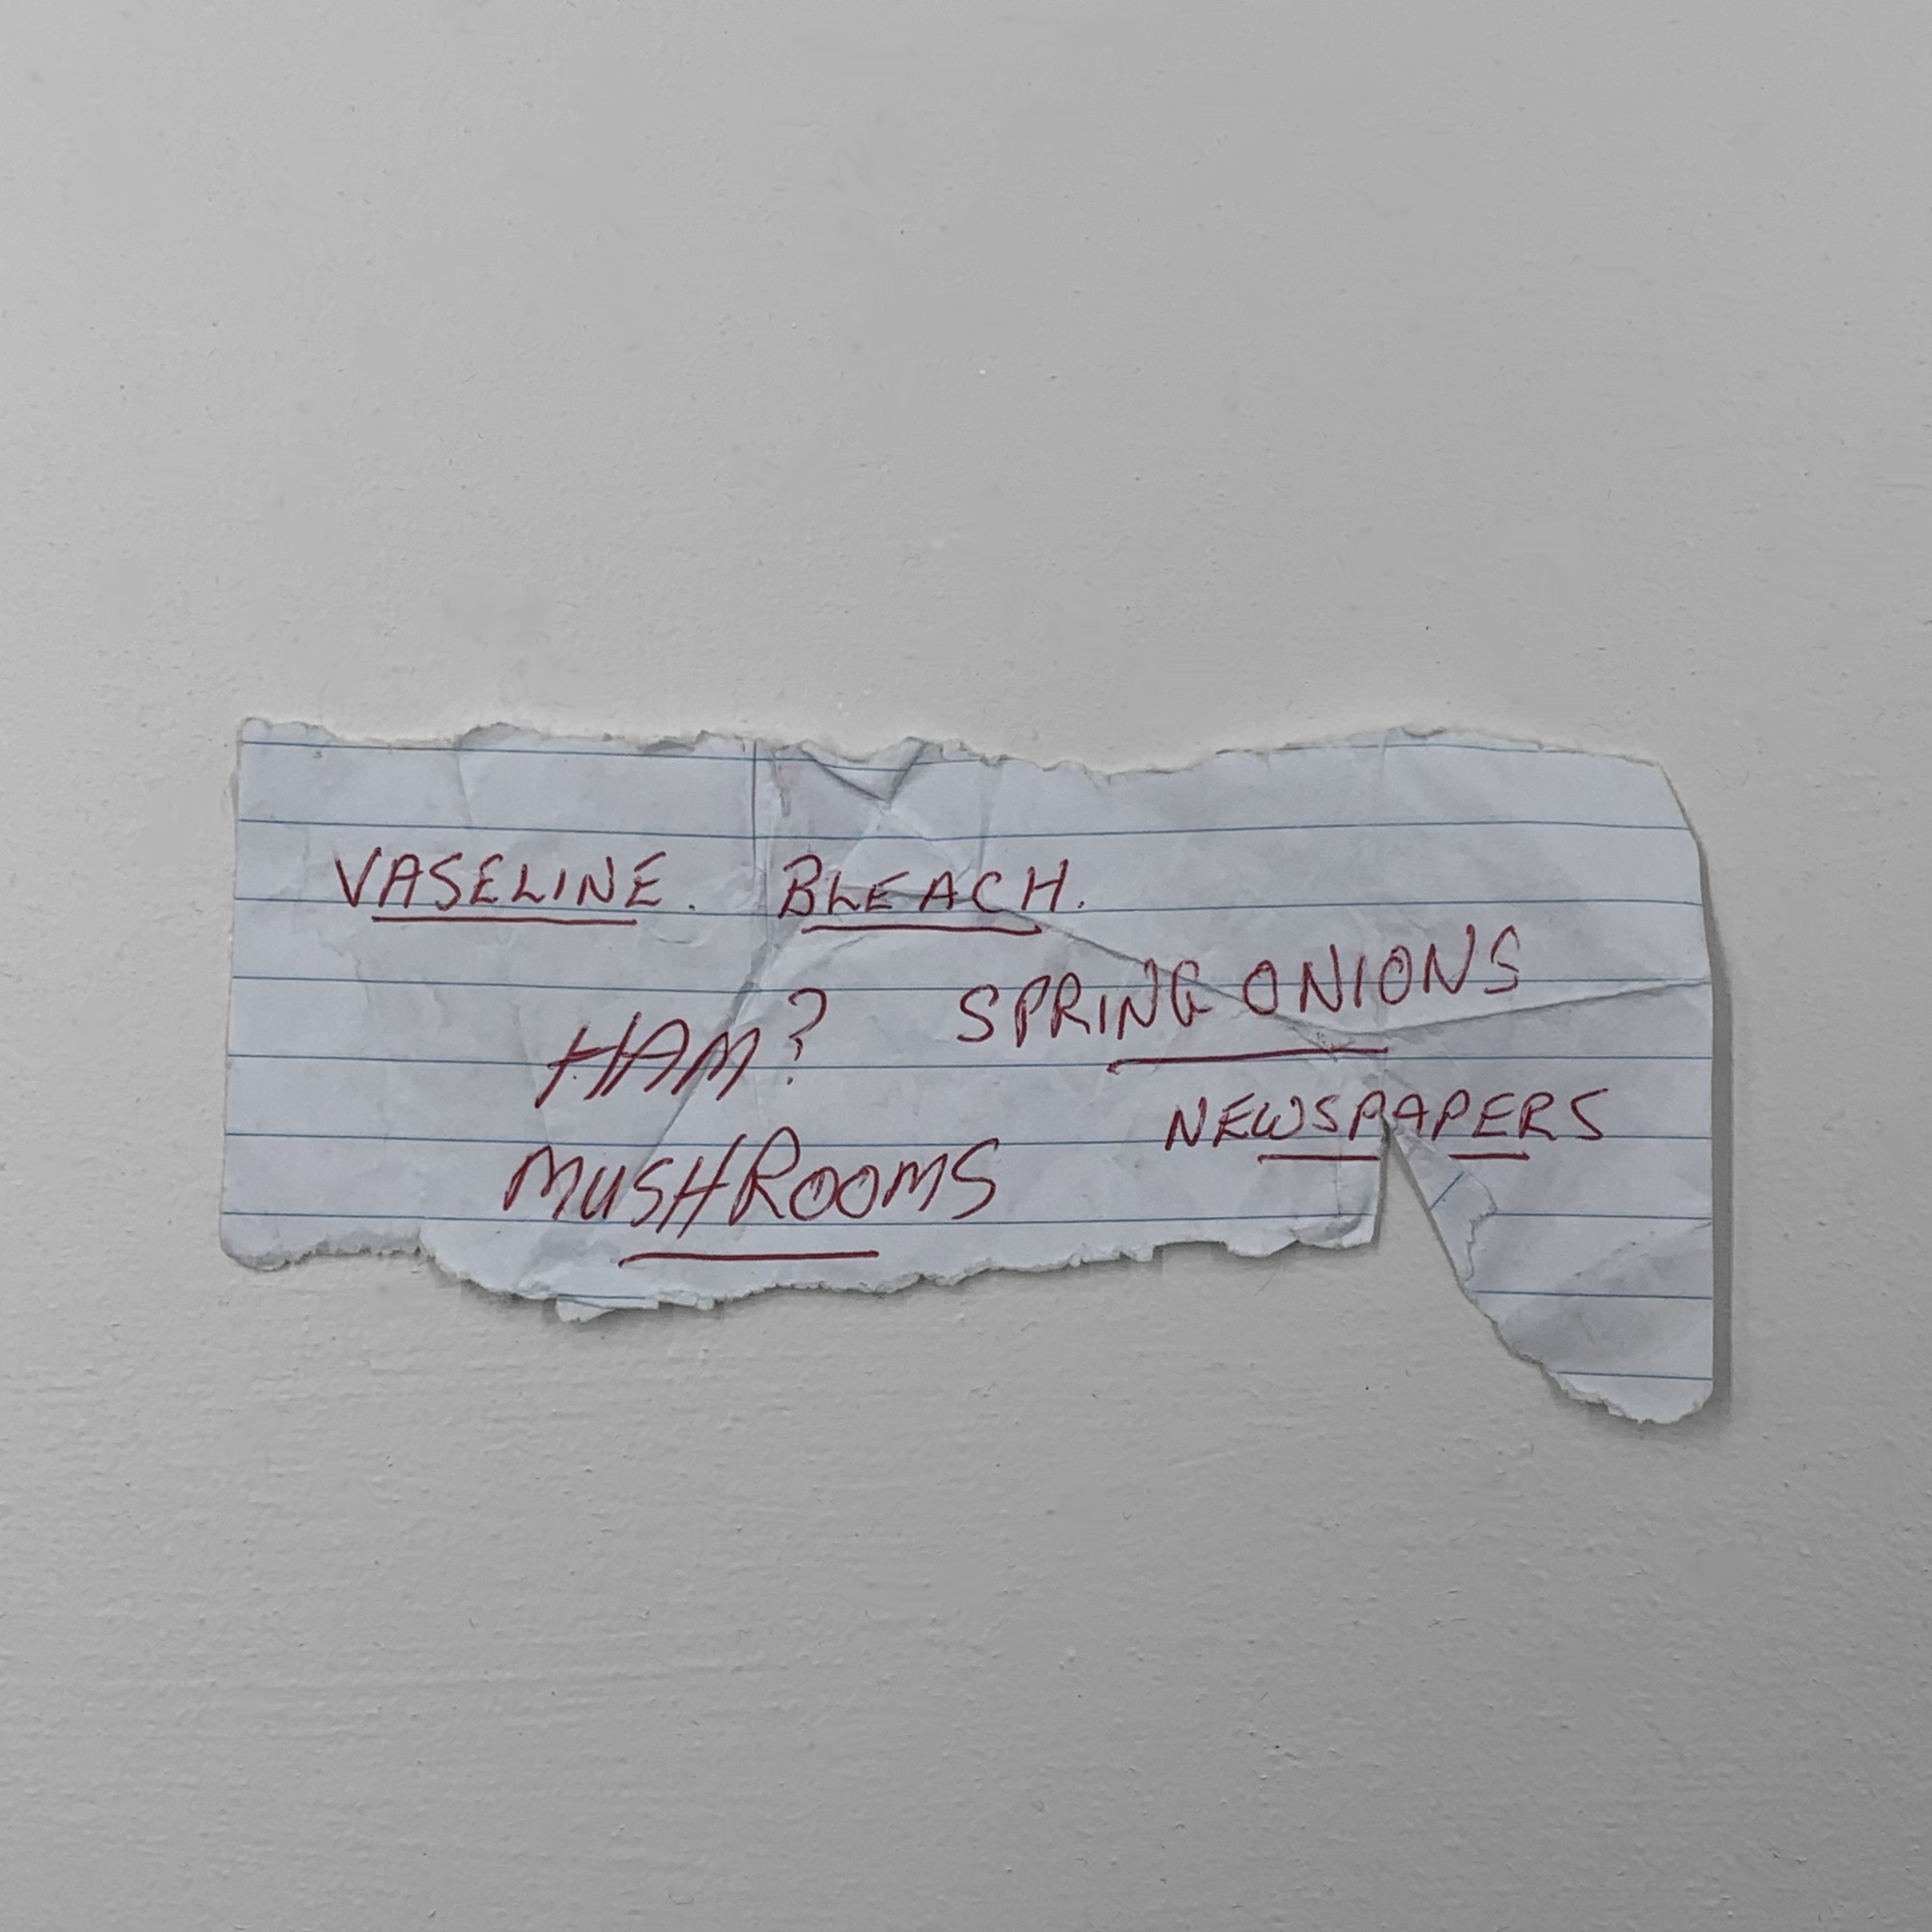 VASELINE. BLEACH.
HAM? SPRING ONIONS
NEWSPAPERS
MUSHROOMS